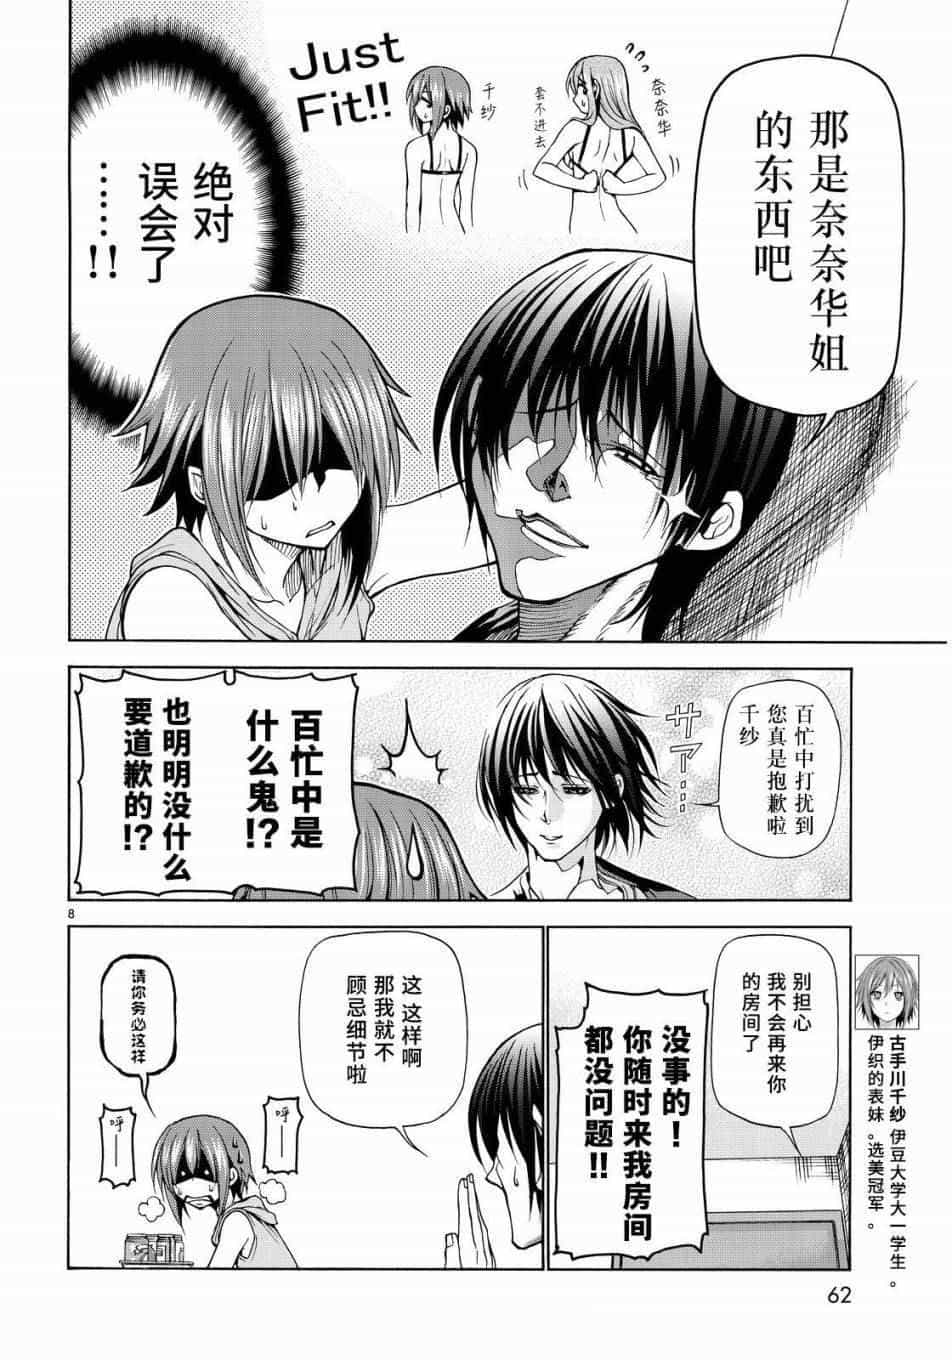 那是奈奈华姐
的东西吧
奈奈华
套不进去
千纱
Just
Fit!!
绝对
误会了
……!!
百忙中打扰到
您真是抱歉啦
千纱
サアー…
百忙中是
什么鬼!?
也明明没什么
要道歉的!?
8
别担心
我不会再来你
的房间了
没事的!
你随时来我房间
都没问题!!
这 这样啊
那我就不
顾忌细节啦
请你务必这样
呼——
呼——
古手川千纱 伊豆大学大一学生。
伊织的表妹。选美冠军。
62